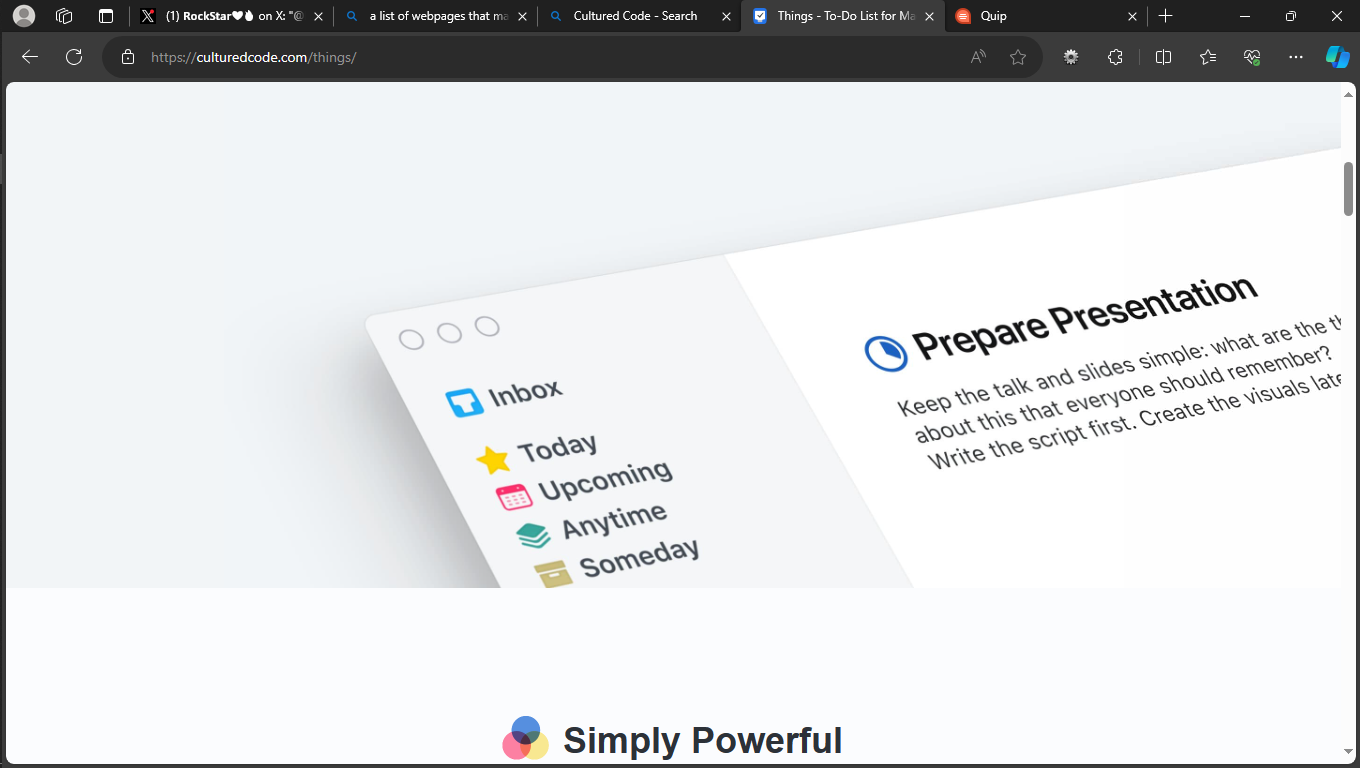 (1) RockStar🖤💧 on X: "@
a list of webpages that ma
Cultured Code - Search
Things - To-Do List for Ma
Quip
https://culturedcode.com/things/
Inbox
Today
Upcoming
Anytime
Someday
Prepare Presentation
Keep the talk and slides simple: what are the th
about this that everyone should remember?
Write the script first. Create the visuals late
Simply Powerful